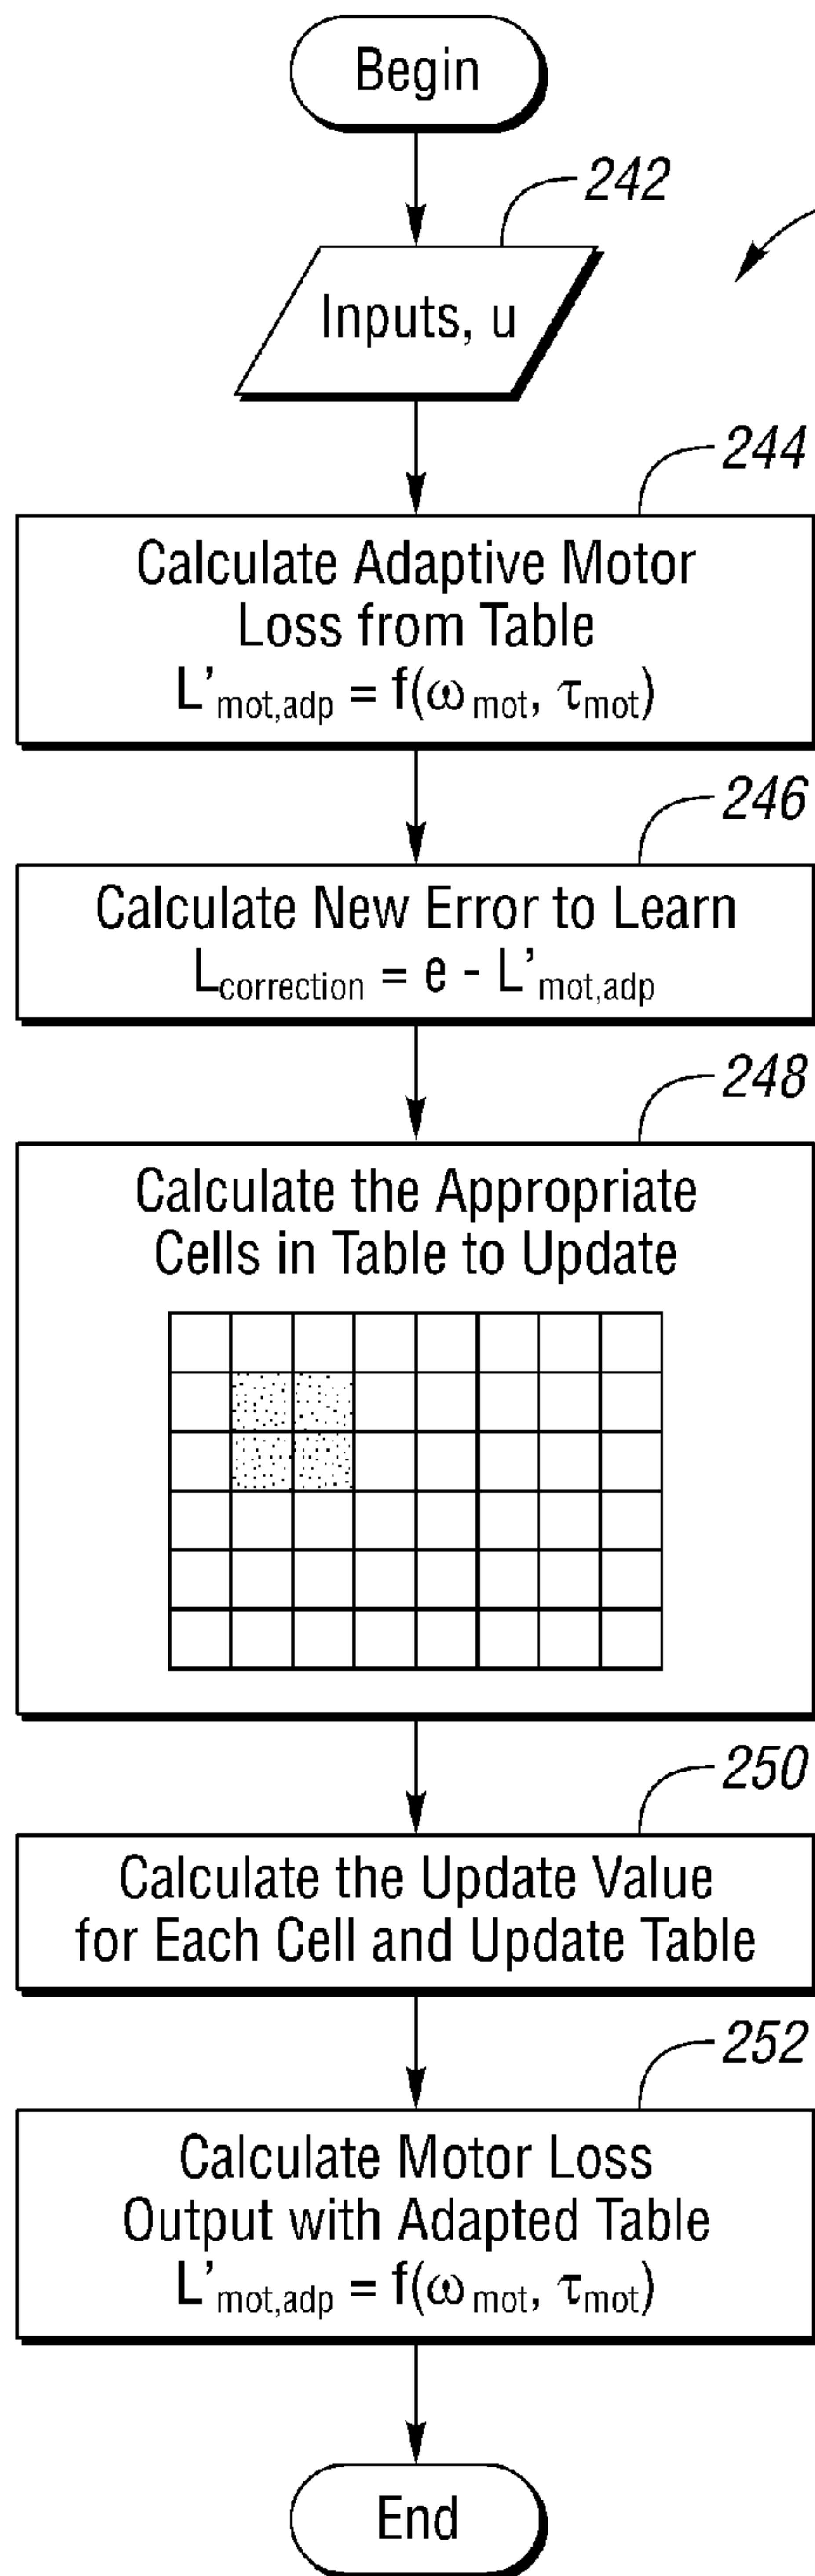 Begin
242
Inputs, u
244
Calculate Adaptive Motor
Loss from Table
L'mot,adp = f(ωmot, τmot)
246
Calculate New Error to Learn
Lcorrection = e - L'mot,adp
248
Calculate the Appropriate
Cells in Table to Update
250
Calculate the Update Value
for Each Cell and Update Table
252
Calculate Motor Loss
Output with Adapted Table
L'mot,adp = f(ωmot, τmot)
End